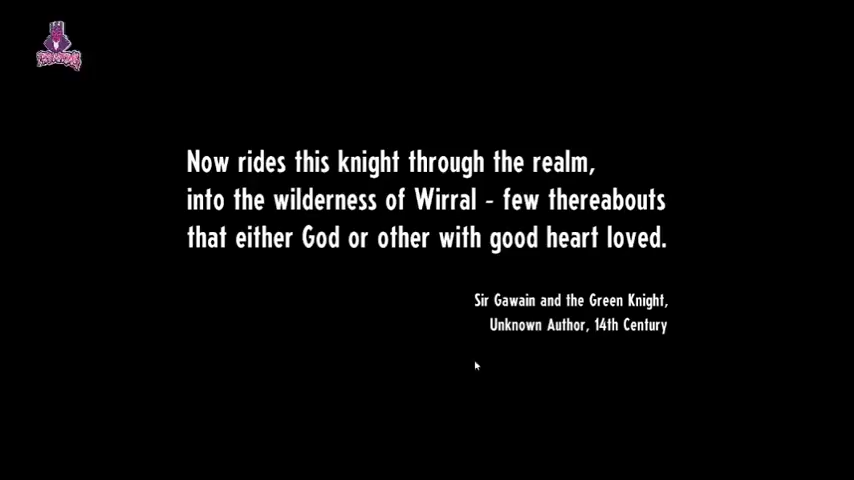 Now rides this knight through the realm,
into the wilderness of Wirral - few thereabouts
that either God or other with good heart loved.
Sir Gawain and the Green Knight,
Unknown Author, 14th Century